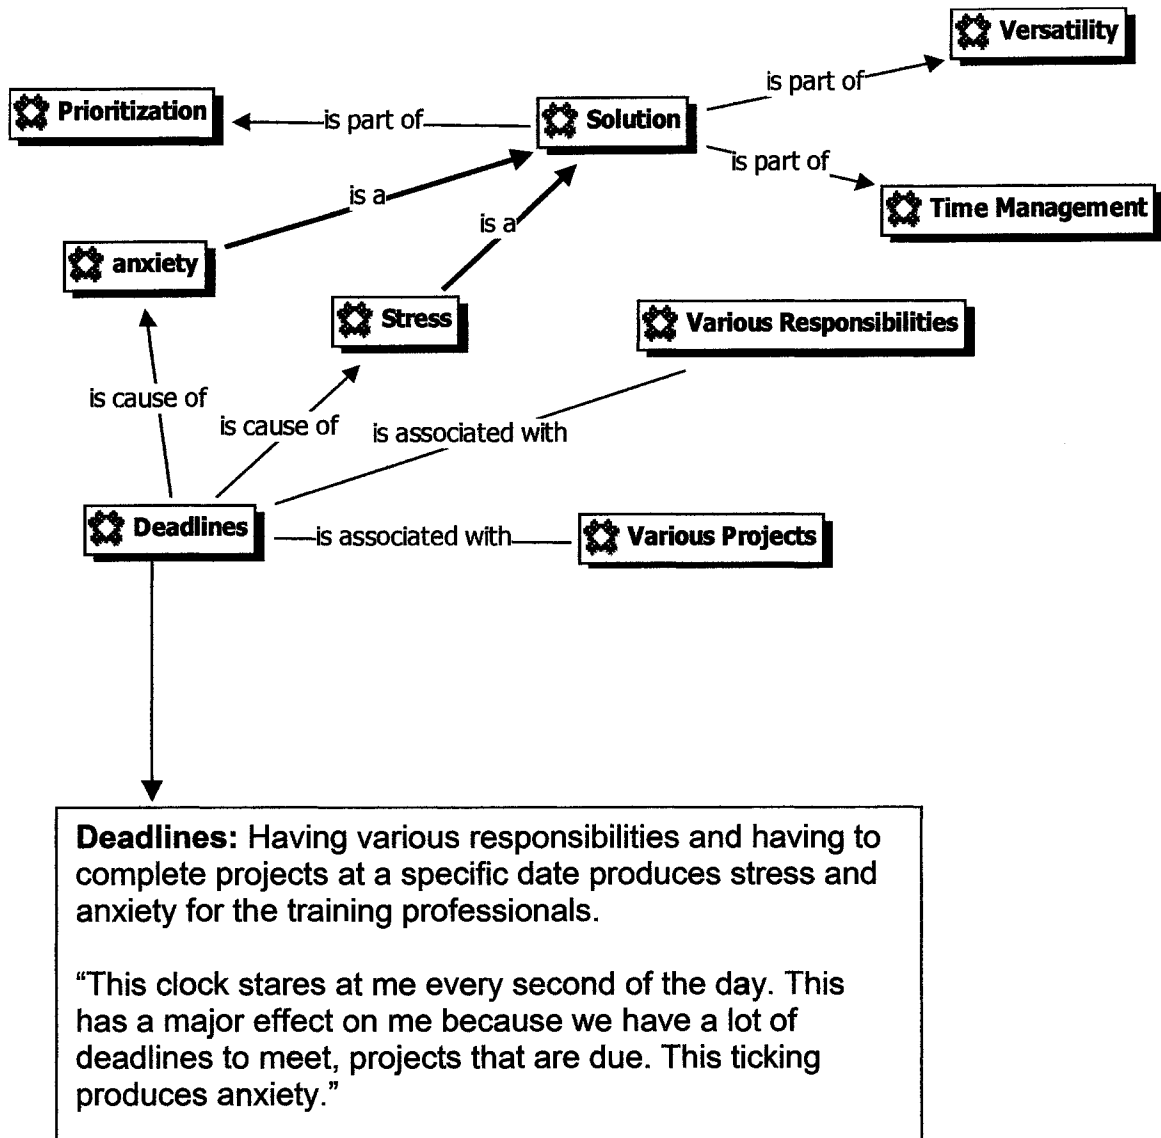 Versatility
is part of
Prioritization
is part of
Solution
is part of
Time Management
is a
is a
anxiety
Stress
Various Responsibilities
is cause of
is cause of
is associated with
Deadlines
is associated with
Various Projects
Deadlines: Having various responsibilities and having to
complete projects at a specific date produces stress and
anxiety for the training professionals.
“This clock stares at me every second of the day. This
has a major effect on me because we have a lot of
deadlines to meet, projects that are due. This ticking
produces anxiety.”